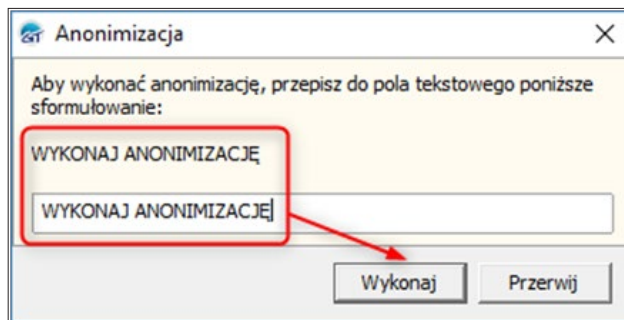 Anonimizacja
Aby wykonać anonimizację, przepisz do pola tekstowego poniższe
sformułowanie:
WYKONAJ ANONIMIZACJĘ
WYKONAJ ANONIMIZACJĘ
Wykonaj Przerwij